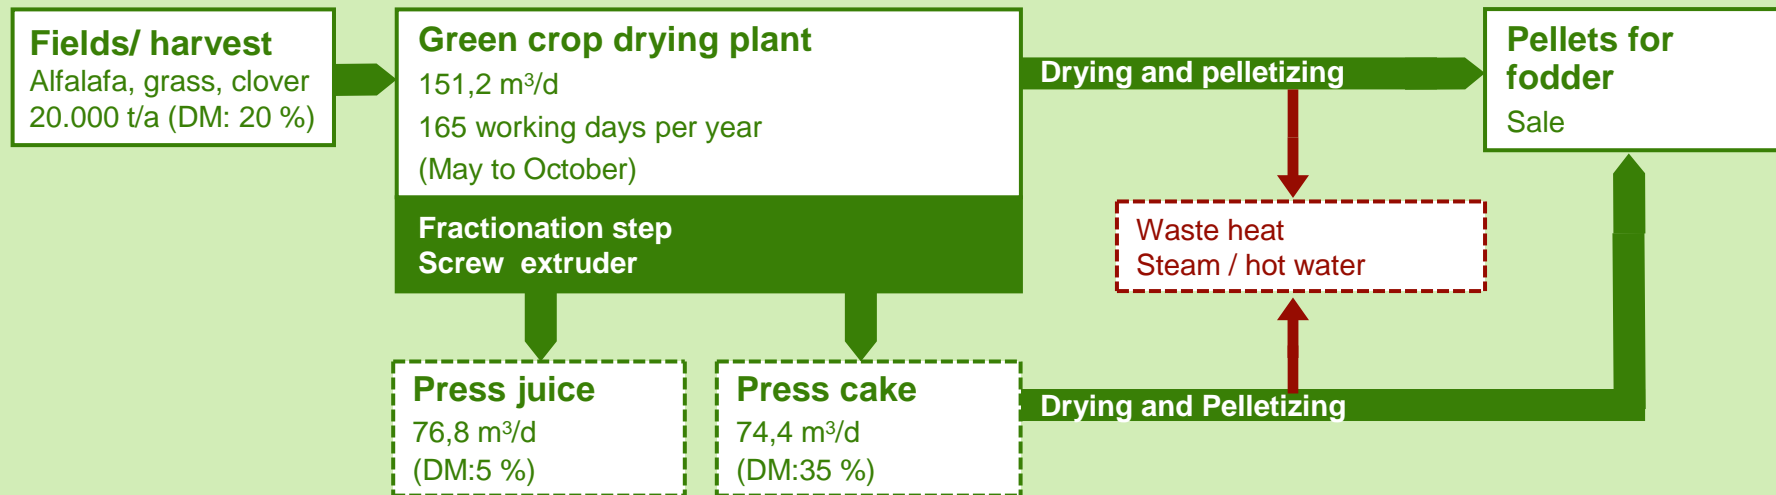 Fields/ harvest
Alfalafa, grass, clover
20.000 t/a (DM: 20 %)
Green crop drying plant
151,2 m³/d
165 working days per year
(May to October)
Fractionation step
Screw extruder
Drying and pelletizing
Pellets for
fodder
Sale
Waste heat
Steam / hot water
Press juice
76,8 m³/d
(DM:5 %)
Press cake
74,4 m³/d
(DM:35 %)
Drying and Pelletizing